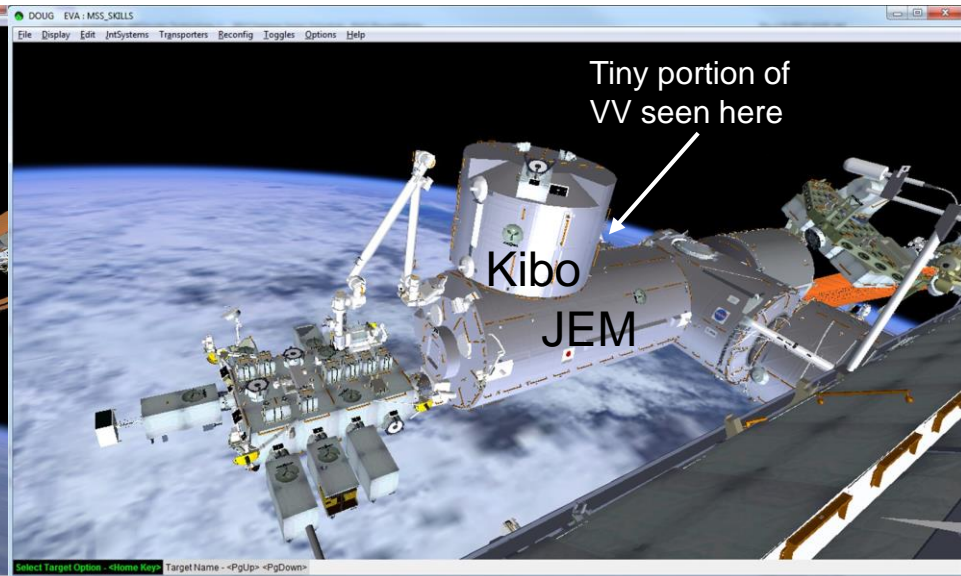 DOUG EVA : MSS_SKILLS
File Display Edit IntSystems Transporters Reconfig Toggles Options Help
Tiny portion of
VV seen here
Kibo
JEM
Select Target Option - <Home Key> Target Name - <PgUp> <PgDown>